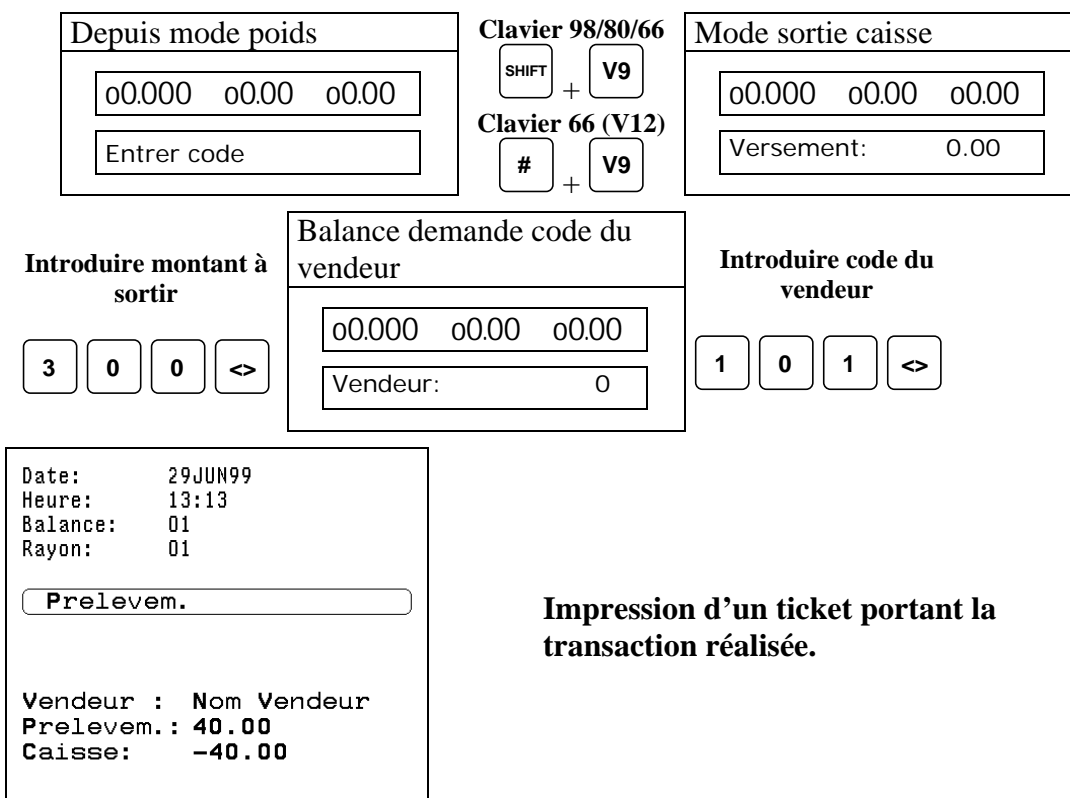 Depuis mode poids
o0.000 o0.00 o0.00
Entrer code
Clavier 98/80/66
SHIFT + V9
Clavier 66 (V12)
# + V9
Mode sortie caisse
o0.000 o0.00 o0.00
Versement: 0.00
Introduire montant à
sortir
3 0 0 <>
Balance demande code du
vendeur
o0.000 o0.00 o0.00
Vendeur: 0
Introduire code du
vendeur
1 0 1 <>
Date: 29JUN99
Heure: 13:13
Balance: 01
Rayon: 01
Prelevem.
Vendeur : Nom Vendeur
Prelevem.: 40.00
Caisse: -40.00
Impression d'un ticket portant la
transaction réalisée.